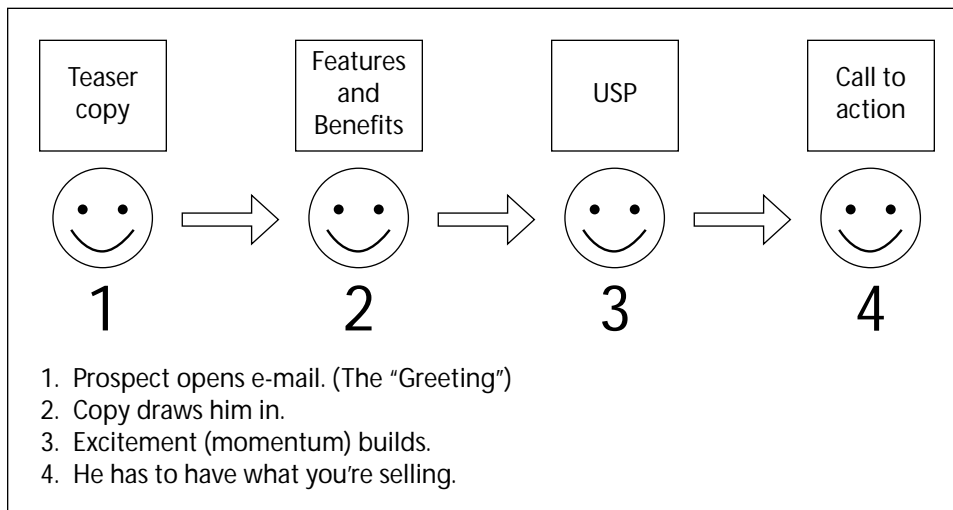 Teaser
copy
Features
and
Benefits
USP
Call to
action
1
2
3
4
1. Prospect opens e-mail. (The “Greeting”)
2. Copy draws him in.
3. Excitement (momentum) builds.
4. He has to have what you're selling.